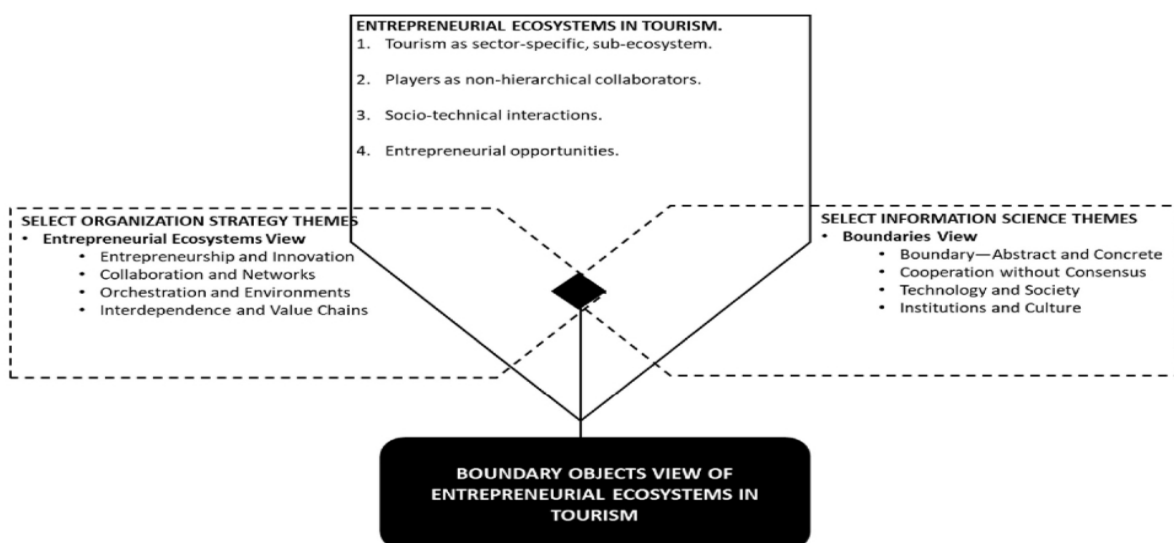 ENTREPRENEURIAL ECOSYSTEMS IN TOURISM.
1. Tourism as sector-specific, sub-ecosystem.
2. Players as non-hierarchical collaborators.
3. Socio-technical interactions.
4. Entrepreneurial opportunities.
SELECT ORGANIZATION STRATEGY THEMES
• Entrepreneurial Ecosystems View
• Entrepreneurship and Innovation
• Collaboration and Networks
• Orchestration and Environments
• Interdependence and Value Chains
SELECT INFORMATION SCIENCE THEMES
• Boundaries View
• Boundary—Abstract and Concrete
• Cooperation without Consensus
• Technology and Society
• Institutions and Culture
BOUNDARY OBJECTS VIEW OF
ENTREPRENEURIAL ECOSYSTEMS IN
TOURISM